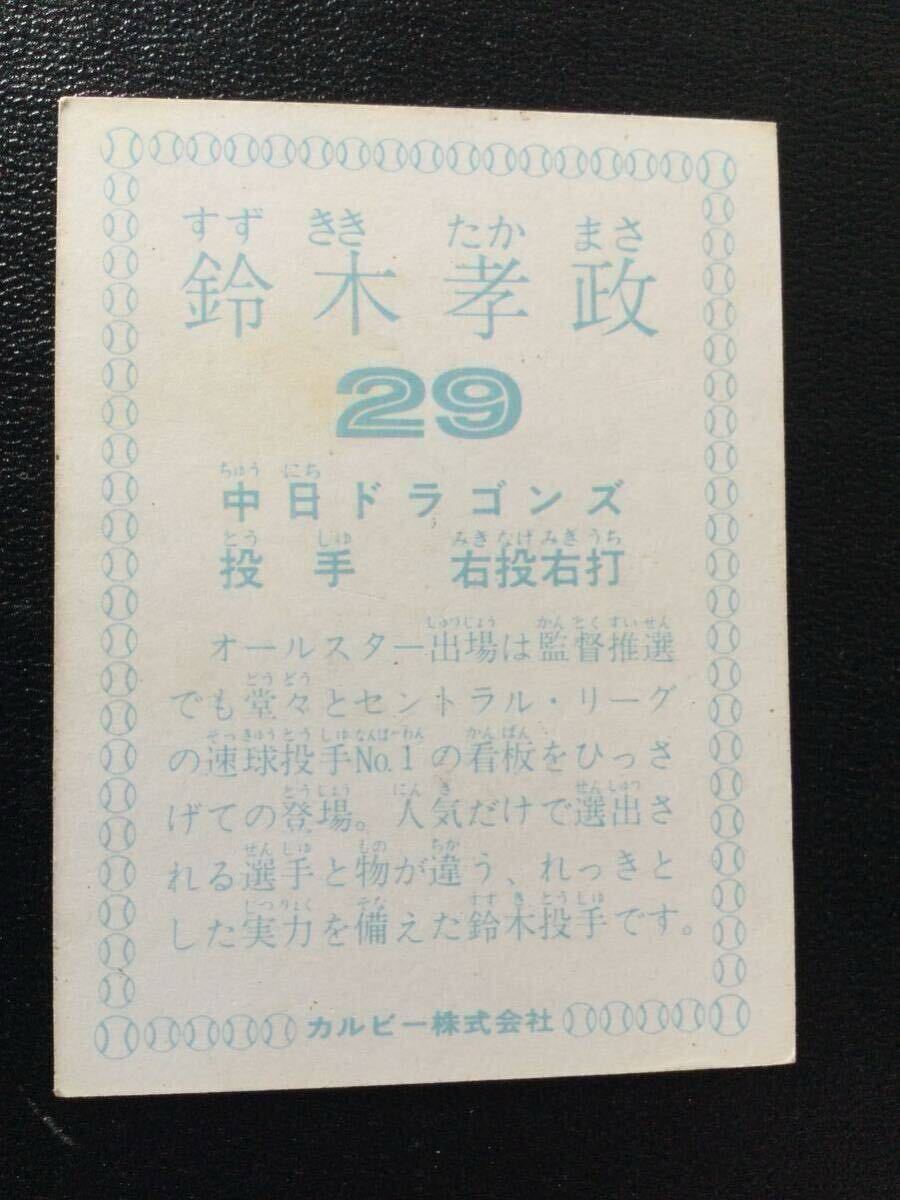 すず きき たか まさ
鈴木孝政
29
ちゅう にち
中日ドラゴンズ
とう しゅ みぎ なげ みぎ うち
投手 右投右打
しゅつじょう かん とく すい せん
オールスター出場は監督推選
どう どう
でも堂々とセントラル・リーグ
そっきゅう とう しゅ なんばーわん かん ばん
の速球投手No.1の看板をひっさ
とうじょう にん き せんしゅつ
げての登場。人気だけで選出さ
せん しゅ もの ちが
れる選手と物が違う、れっきと
じつりょく そな すず き とう しゅ
した実力を備えた鈴木投手です。
カルビー株式会社